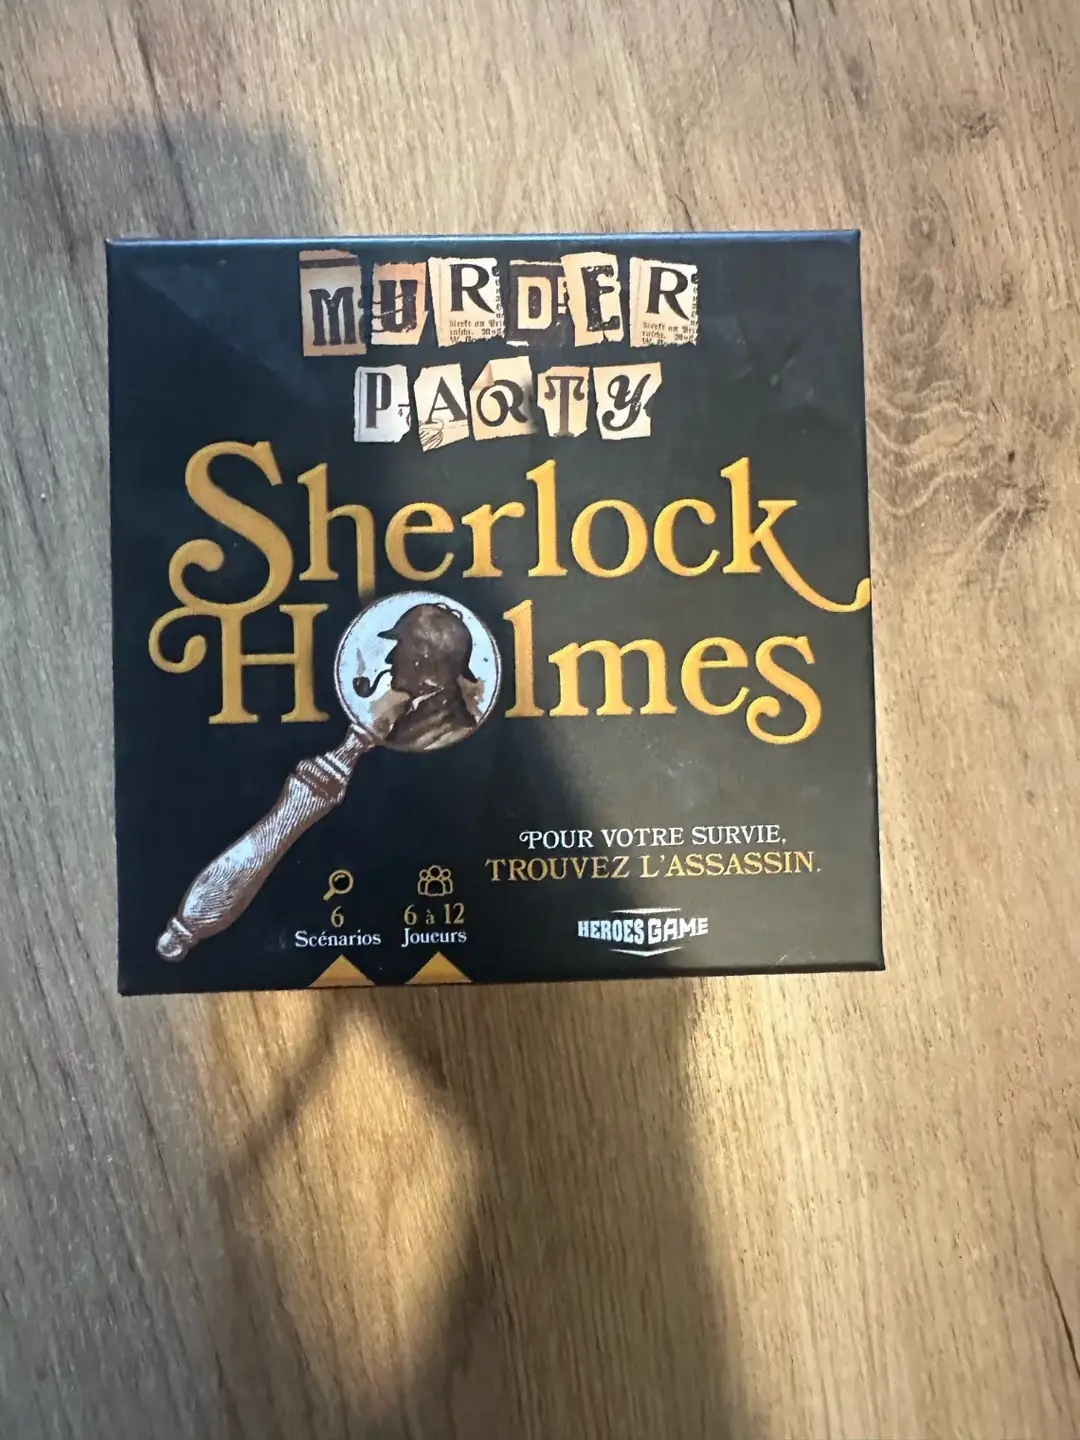 MURDER
PARTY
Sherlock
Holmes
POUR VOTRE SURVIE,
TROUVEZ L'ASSASSIN.
6
Scénarios
6 à 12
Joueurs
HEROES GAME